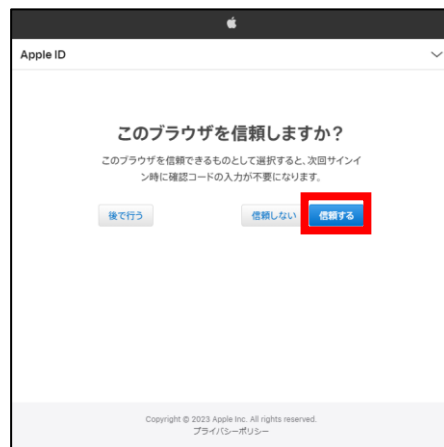 Apple ID
このブラウザを信頼しますか？
このブラウザを信頼できるものとして選択すると、次回サインイ
ン時に確認コードの入力が不要になります。
後で行う
信頼しない
信頼する
Copyright © 2023 Apple Inc. All rights reserved.
プライバシーポリシー